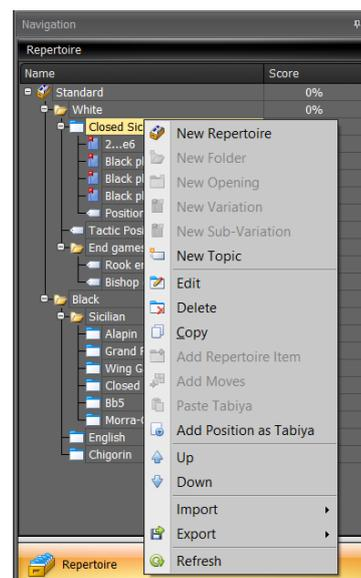 Navigation
Repertoire
Name Score
Standard 0%
White 0%
Closed Sic
New Repertoire
2...e6
New Folder
Black pl
New Opening
Black pl
New Variation
Black pl
Position
New Sub-Variation
Tactic Posi
New Topic
End games
Rook en
Edit
Bishop
Delete
Black
Copy
Sicilian
Alapin
Add Repertoire Item
Grand P
Add Moves
Wing G
Closed
Paste Tabiya
Bb5
Add Position as Tabiya
Morra-G
English
Up
Chigorin
Down
Import
Export
Repertoire
Refresh